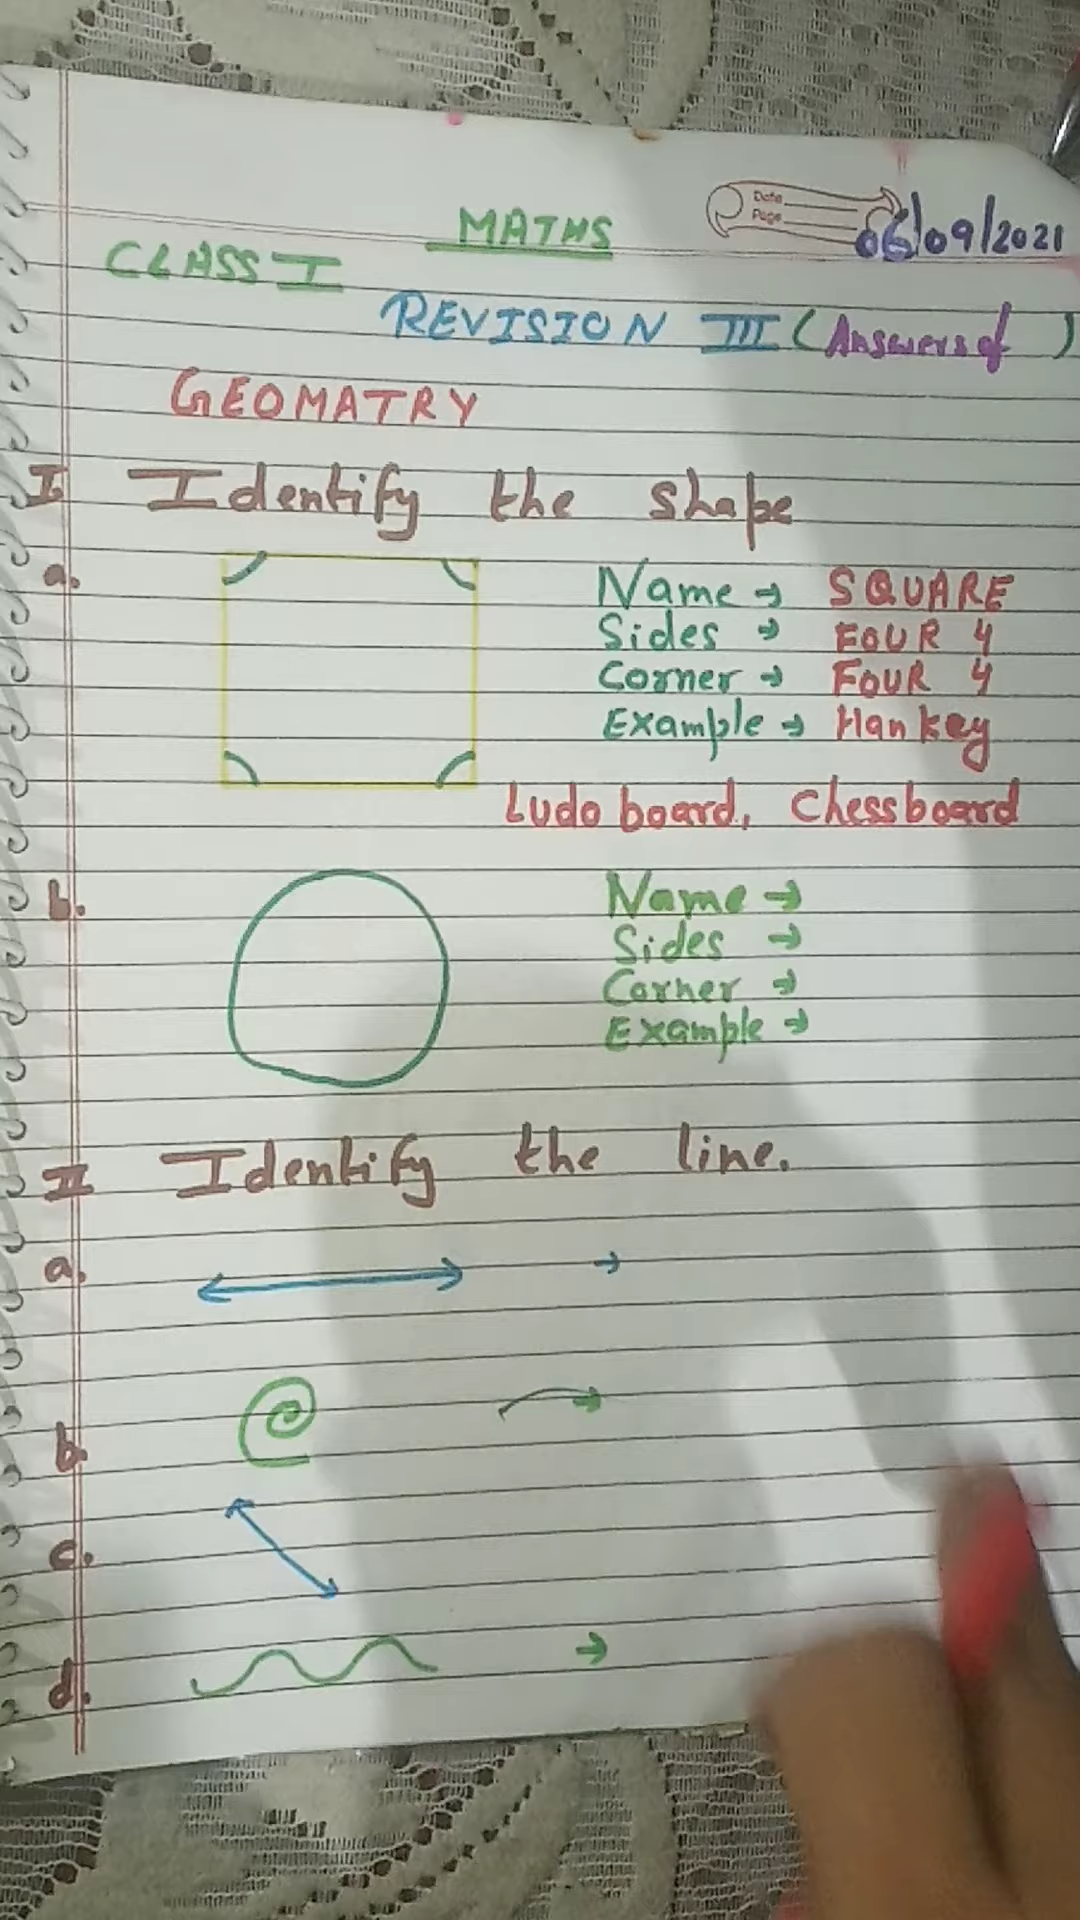 Date
Page
06/09/2021
MATHS
CLASS I
REVISION III (Answers of )
GEOMATRY
I Identify the shape
a. Name → SQUARE
Sides → FOUR 4
Corner → FOUR 4
Example → Hankey
Ludo board, Chessboard
b. Name →
Sides →
Corner →
Example →
II Identify the line.
a. →
b. →
c.
d. →